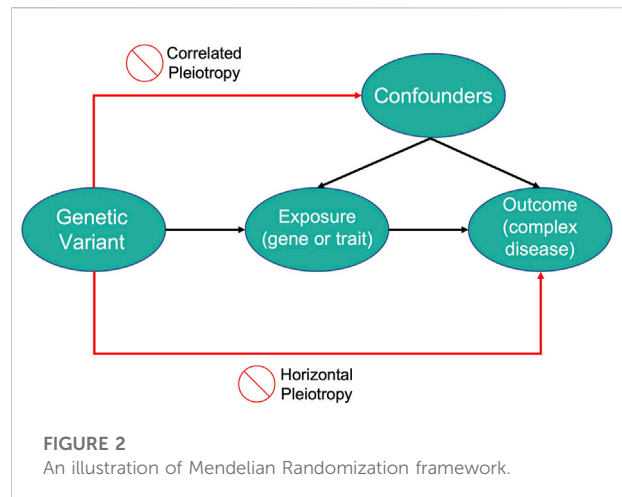 Correlated
Pleiotropy
Confounders
Genetic
Variant
Exposure
(gene or trait)
Outcome
(complex
disease)
Horizontal
Pleiotropy
FIGURE 2
An illustration of Mendelian Randomization framework.